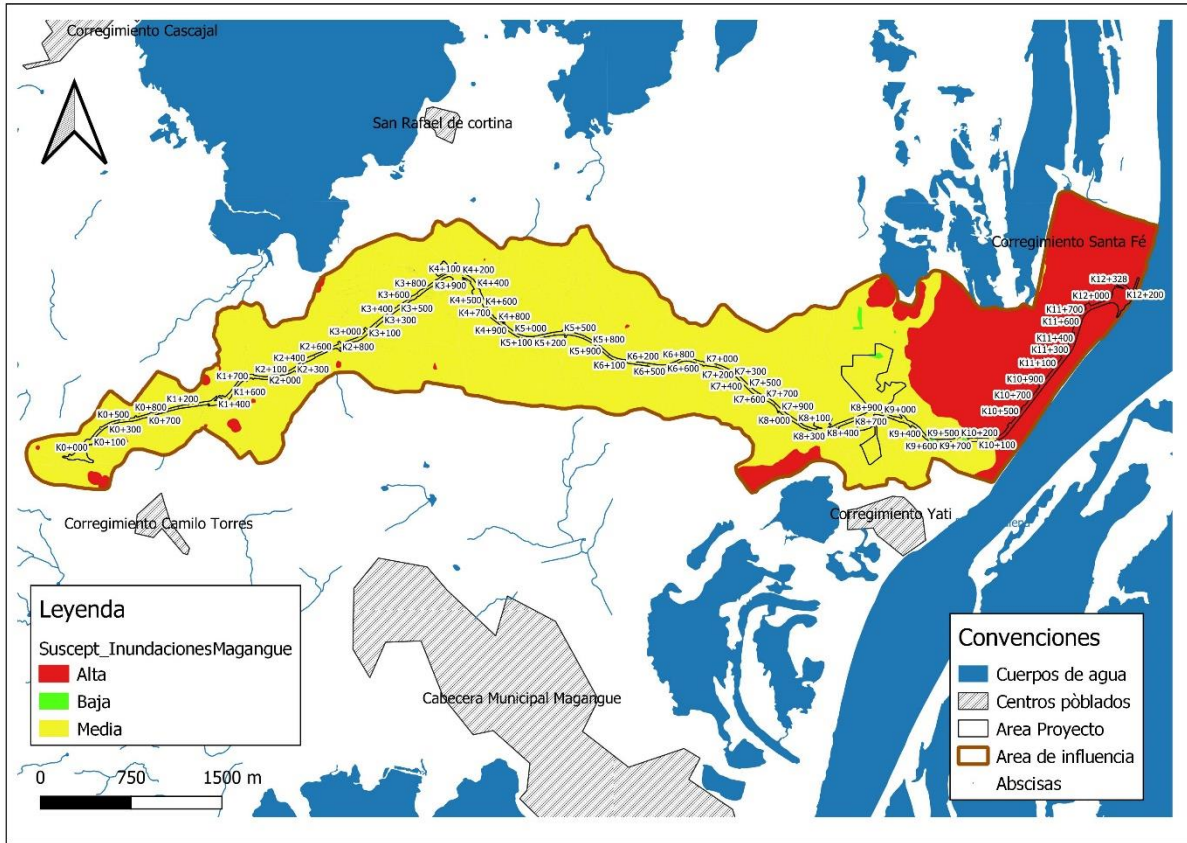 Corregimiento Cascajal
San Rafael de cortina
Corregimiento Santa Fé
K4+100
K4+200
K3+800
K3+900
K4+400
K3+600
K3+500
K4+500
K4+600
K3+400
K4+700
K3+300
K4+800
K3+000
K3+100
K4+900
K5+000
K5+500
K2+600
K2+800
K5+100
K5+200
K5+800
K2+400
K5+900
K2+100
K2+300
K6+100
K6+200
K6+800
K7+000
K1+700
K2+000
K6+500
K6+600
K7+200
K7+300
K1+600
K7+400
K7+500
K1+200
K1+400
K7+600
K7+700
K0+800
K7+900
K0+500
K0+700
K8+000
K8+100
K8+900
K9+000
K0+300
K8+300
K8+400
K8+700
K9+400
K9+500
K10+200
K0+000
K0+100
K9+600
K9+700
K10+100
K10+500
K10+700
K10+900
K11+100
K11+300
K11+400
K11+600
K11+700
K12+000
K12+328
K12+200
Corregimiento Camilo Torres
Corregimiento Yati
Cabecera Municipal Magangue
Leyenda
Suscept_InundacionesMagangue
Alta
Baja
Media
0 750 1500 m
Convenciones
Cuerpos de agua
Centros pòblados
Area Proyecto
Area de influencia
Abscisas